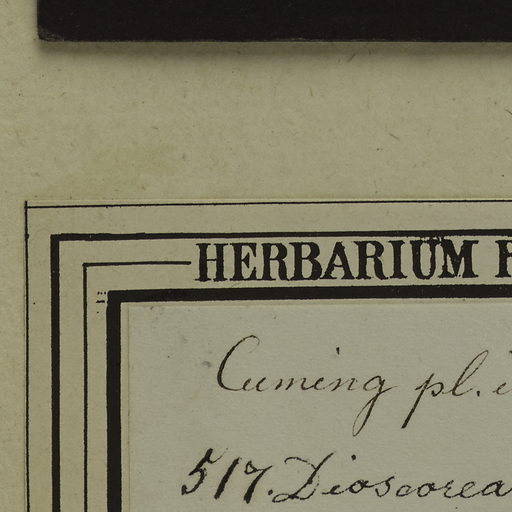 HERBARIUM
Cuming pl.
517. Dioscorea